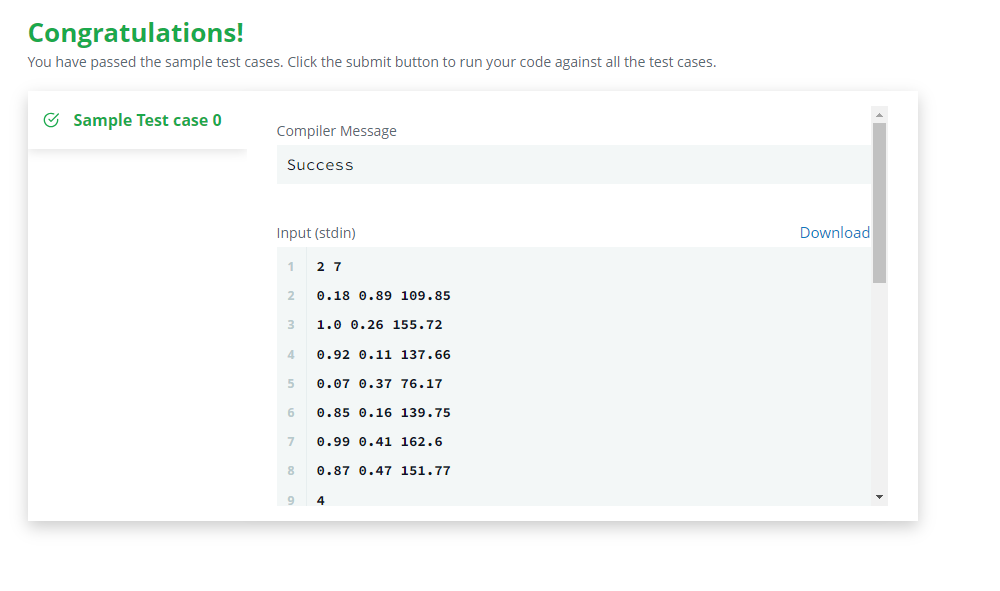 Congratulations!
You have passed the sample test cases. Click the submit button to run your code against all the test cases.
Sample Test case 0
Compiler Message
Success
Input (stdin)
Download
1 2 7
2 0.18 0.89 109.85
3 1.0 0.26 155.72
4 0.92 0.11 137.66
5 0.07 0.37 76.17
6 0.85 0.16 139.75
7 0.99 0.41 162.6
8 0.87 0.47 151.77
9 4